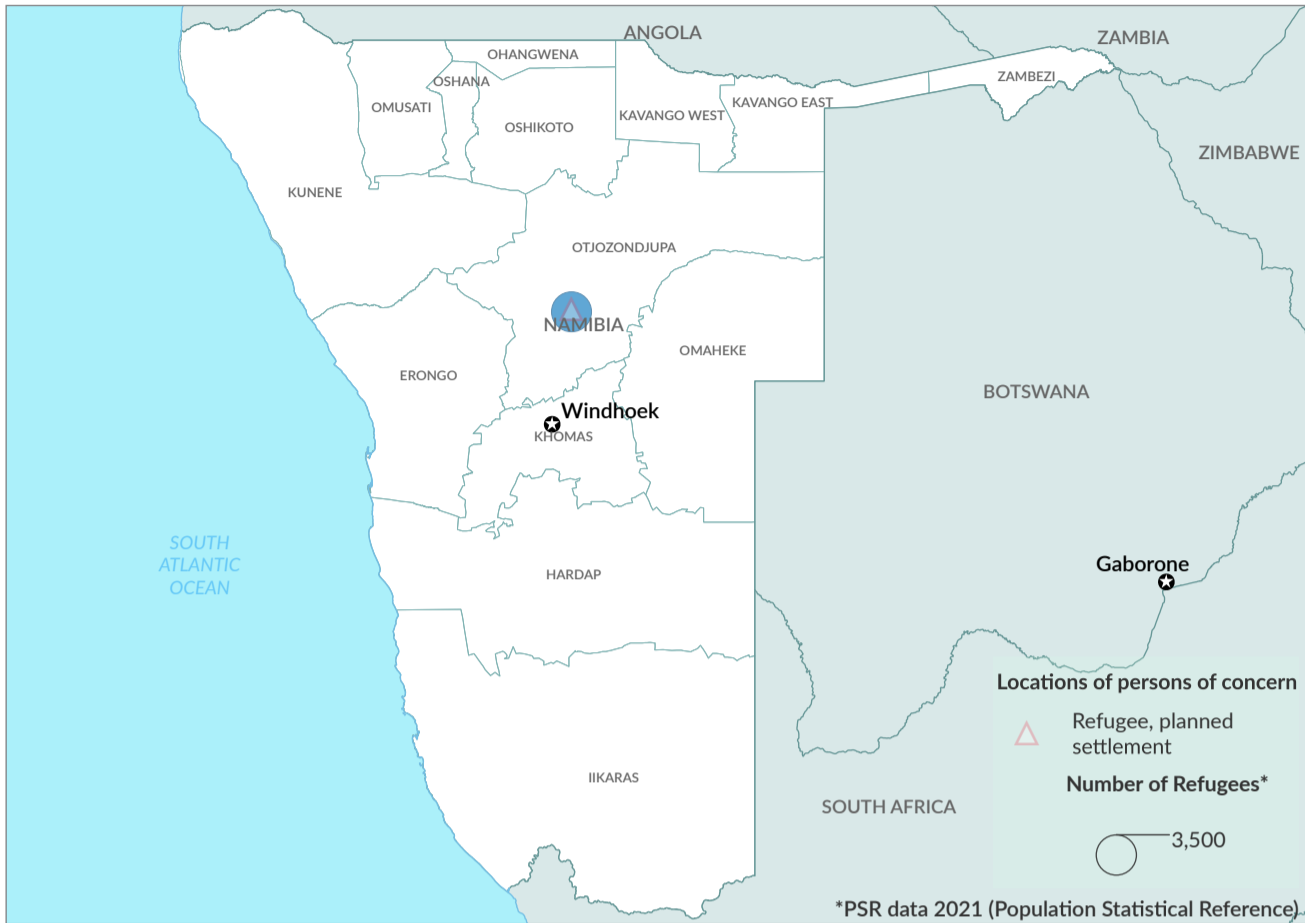 ANGOLA
ZAMBIA
OHANGWENA
OSHANA
ZAMBEZI
OMUSATI
KAVANGO EAST
KAVANGO WEST
OSHIKOTO
ZIMBABWE
KUNENE
OTJOZONDJUPA
NAMIBIA
OMAHEKE
ERONGO
BOTSWANA
Windhoek
KHOMAS
SOUTH
ATLANTIC
OCEAN
HARDAP
Gaborone
IIKARAS
SOUTH AFRICA
Locations of persons of concern
Refugee, planned
settlement
Number of Refugees*
3,500
*PSR data 2021 (Population Statistical Reference)